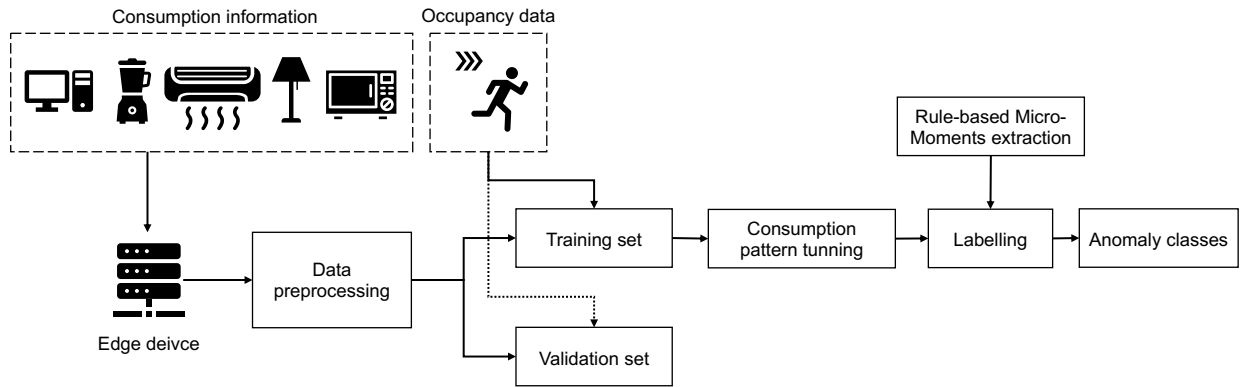 Consumption information
Occupancy data
Rule-based Micro-
Moments extraction
Training set
Consumption
pattern tunning
Labelling
Anomaly classes
Data
preprocessing
Edge deivce
Validation set